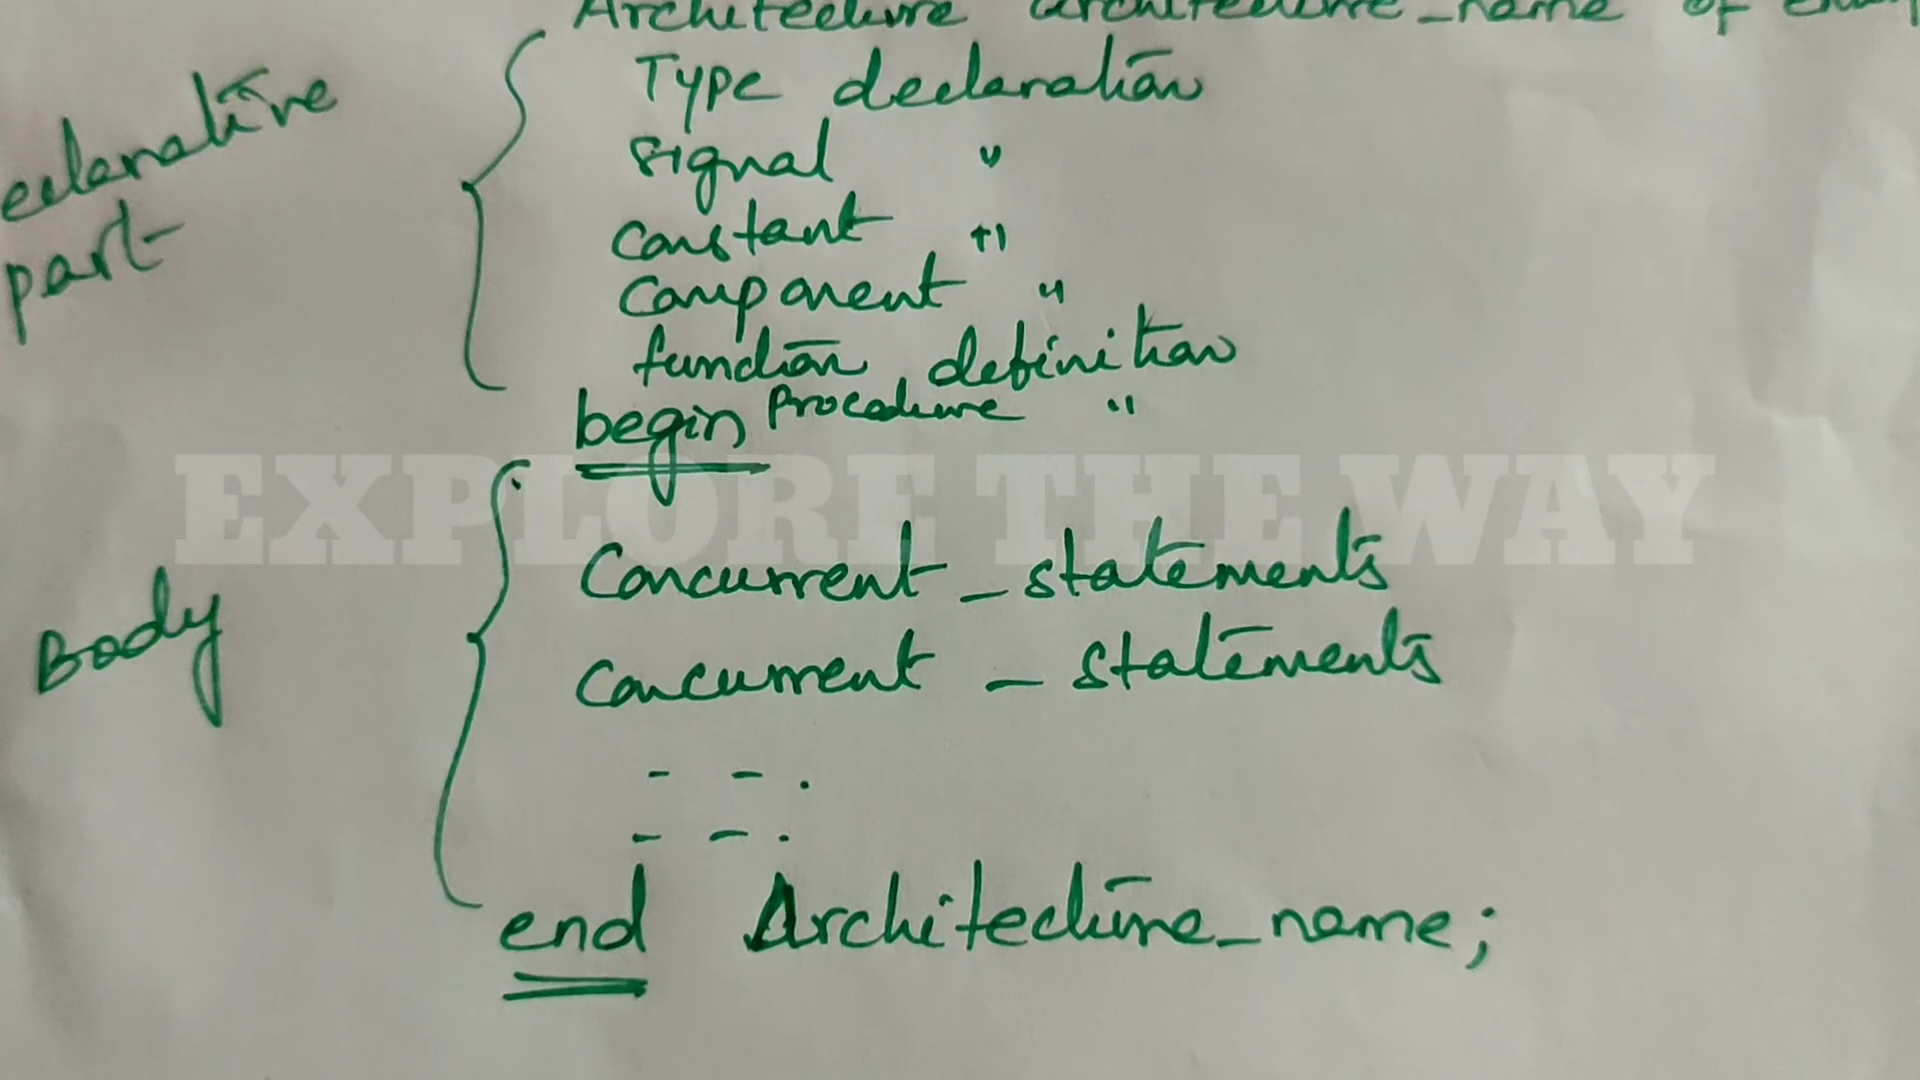 Architecture architecture_name of
Type declaration
signal "
constant "
component "
function definition
Procedure "
eclarative
part
begin
EXPLORE THE WAY
Concurrent_statements
Concurrent_statements
- - .
- - .
Body
end Architecture_name;